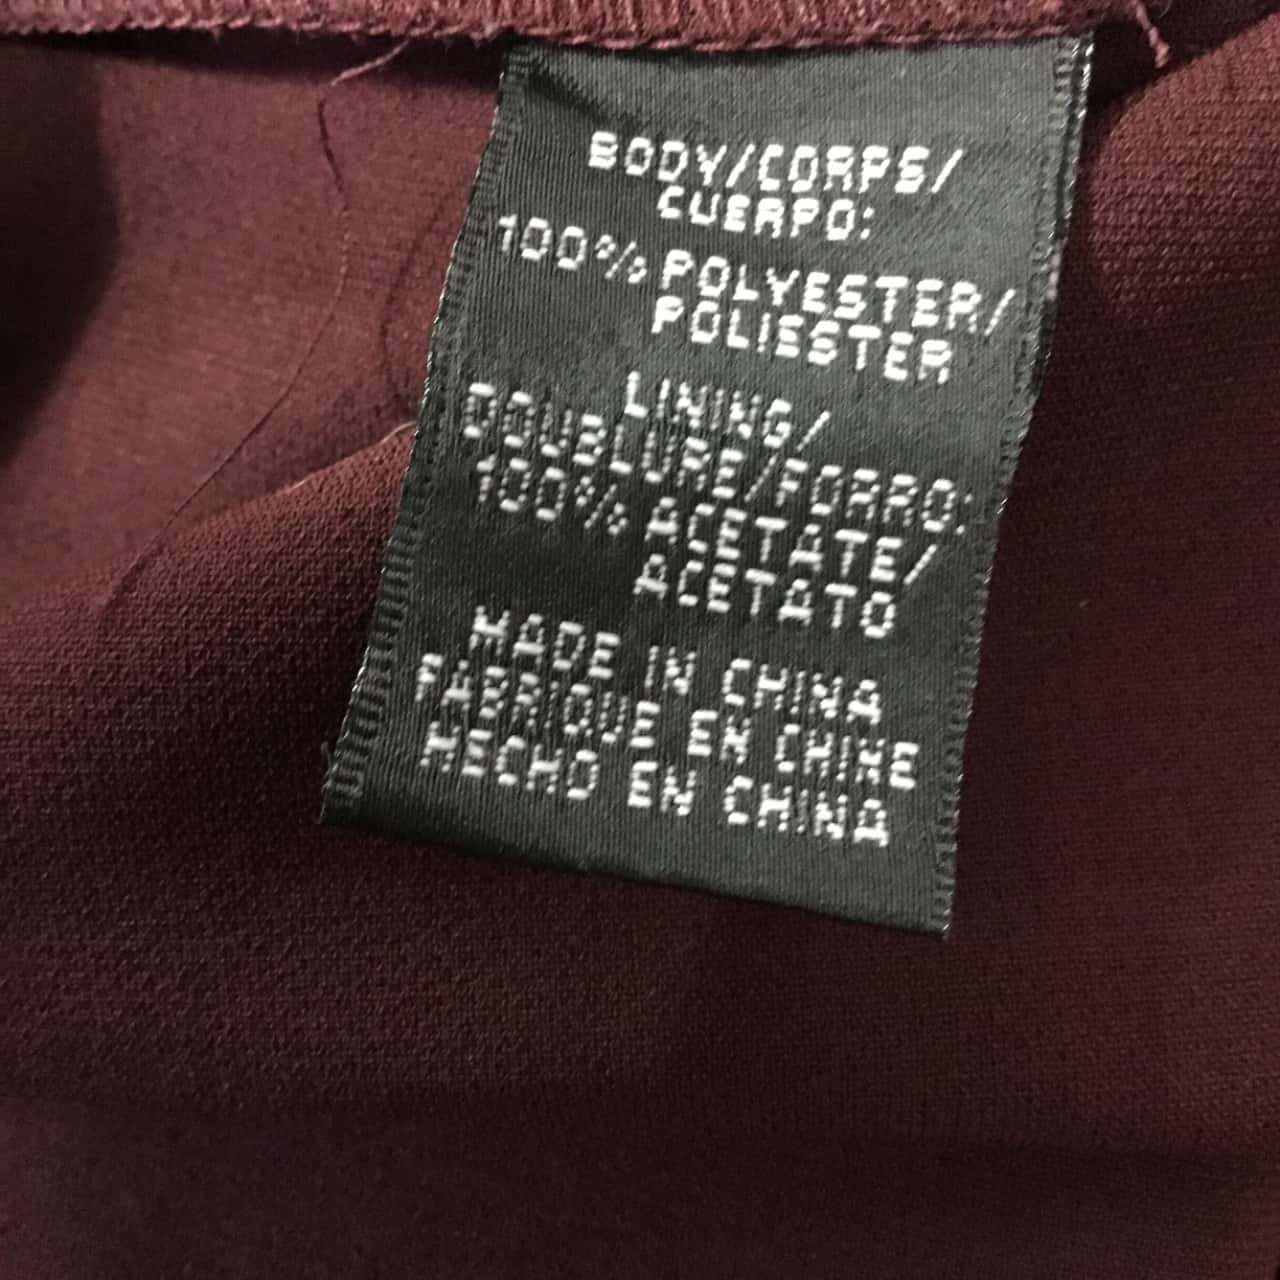 BODY/CORPS/
CUERPO:
100% POLYESTER/
POLIESTER
LINING/
DOUBLURE/FORRO:
100% ACETATE/
ACETATO
MADE IN CHINA
FABRIQUE EN CHINE
HECHO EN CHINA